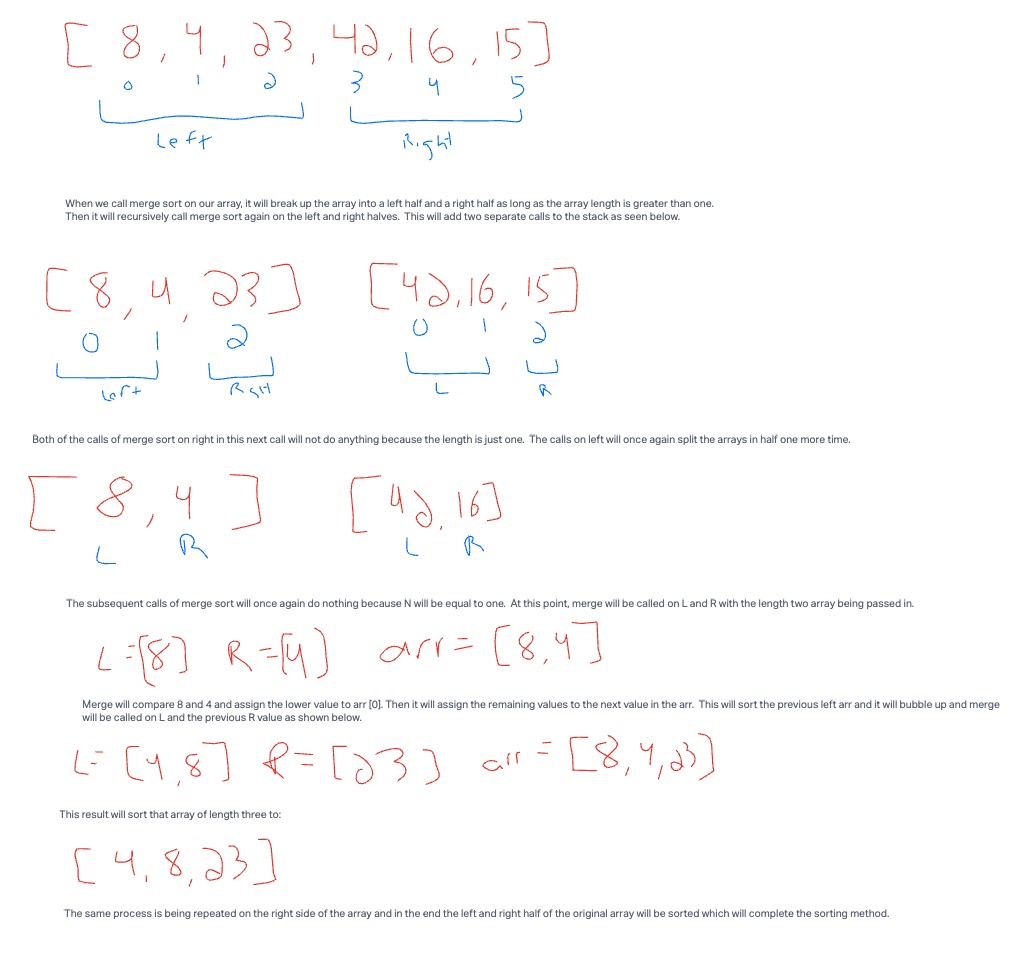 [ 8, 4, 23, 42, 16, 15 ]
0 1 2 3 4 5
Left Right
When we call merge sort on our array, it will break up the array into a left half and a right half as long as the array length is greater than one.
Then it will recursively call merge sort again on the left and right halves. This will add two separate calls to the stack as seen below.
[ 8, 4, 23 ] [ 42, 16, 15 ]
0 1 2 0 1 2
Left Right L R
Both of the calls of merge sort on right in this next call will not do anything because the length is just one. The calls on left will once again split the arrays in half one more time.
[ 8, 4 ] [ 42, 16 ]
L R L R
The subsequent calls of merge sort will once again do nothing because N will be equal to one. At this point, merge will be called on L and R with the length two array being passed in.
L = [8] R = [4] arr = [8, 4]
Merge will compare 8 and 4 and assign the lower value to arr [0]. Then it will assign the remaining values to the next value in the arr. This will sort the previous left arr and it will bubble up and merge
will be called on L and the previous R value as shown below.
L = [4, 8] R = [23] arr = [8, 4, 23]
This result will sort that array of length three to:
[ 4, 8, 23 ]
The same process is being repeated on the right side of the array and in the end the left and right half of the original array will be sorted which will complete the sorting method.